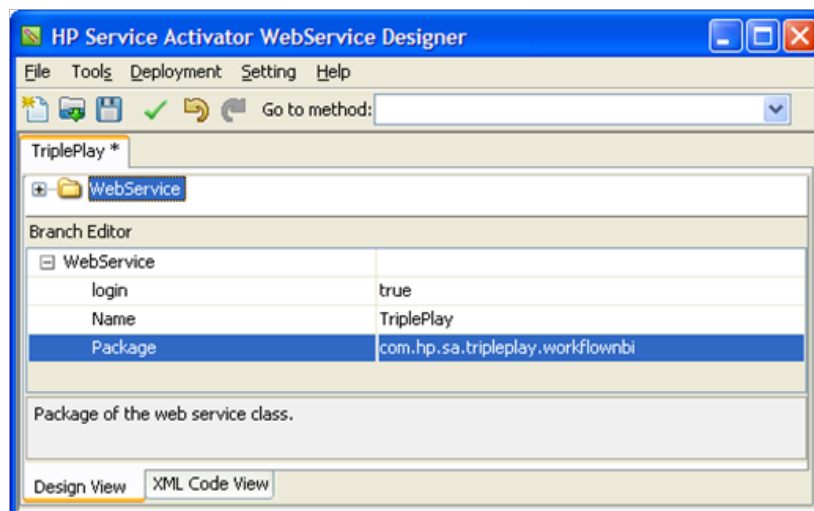 HP Service Activator WebService Designer
File Tools Deployment Setting Help
Go to method:
TriplePlay *
WebService
Branch Editor
WebService
login true
Name TriplePlay
Package com.hp.sa.tripleplay.workflownbi
Package of the web service class.
Design View XML Code View